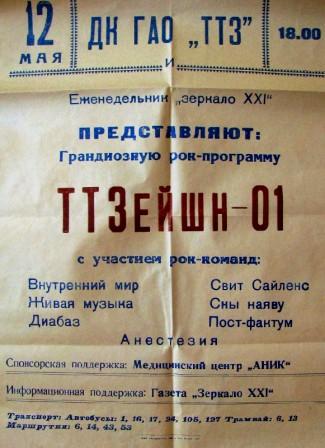 12 МАЯ ДК ГАО „ТТЗ" 18.00
и
Еженедельник „зеркало XXI"
ПРЕДСТАВЛЯЮТ:
Грандиозную рок-программу
ТТЗЕЙШН-01
с участием рок-команд:
Внутренний мир Свит Сайленс
Живая музыка Сны наяву
Диабаз Пост-фактум
Анестезия
Спонсорская поддержка: Медицинский центр „АНИК"
Информационная поддержка: Газета „Зеркало XXI"
Транспорт: Автобусы: 1, 16, 17, 24, 105, 127 Трамвай: 6, 13
Маршрутки: 6, 14, 43, 53